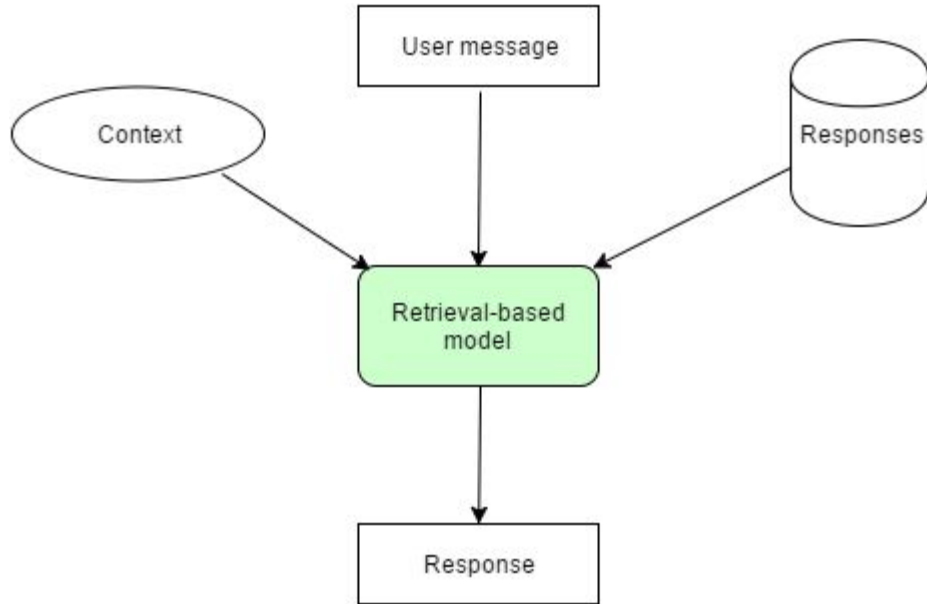 User message
Context
Responses
Retrieval-based
model
Response